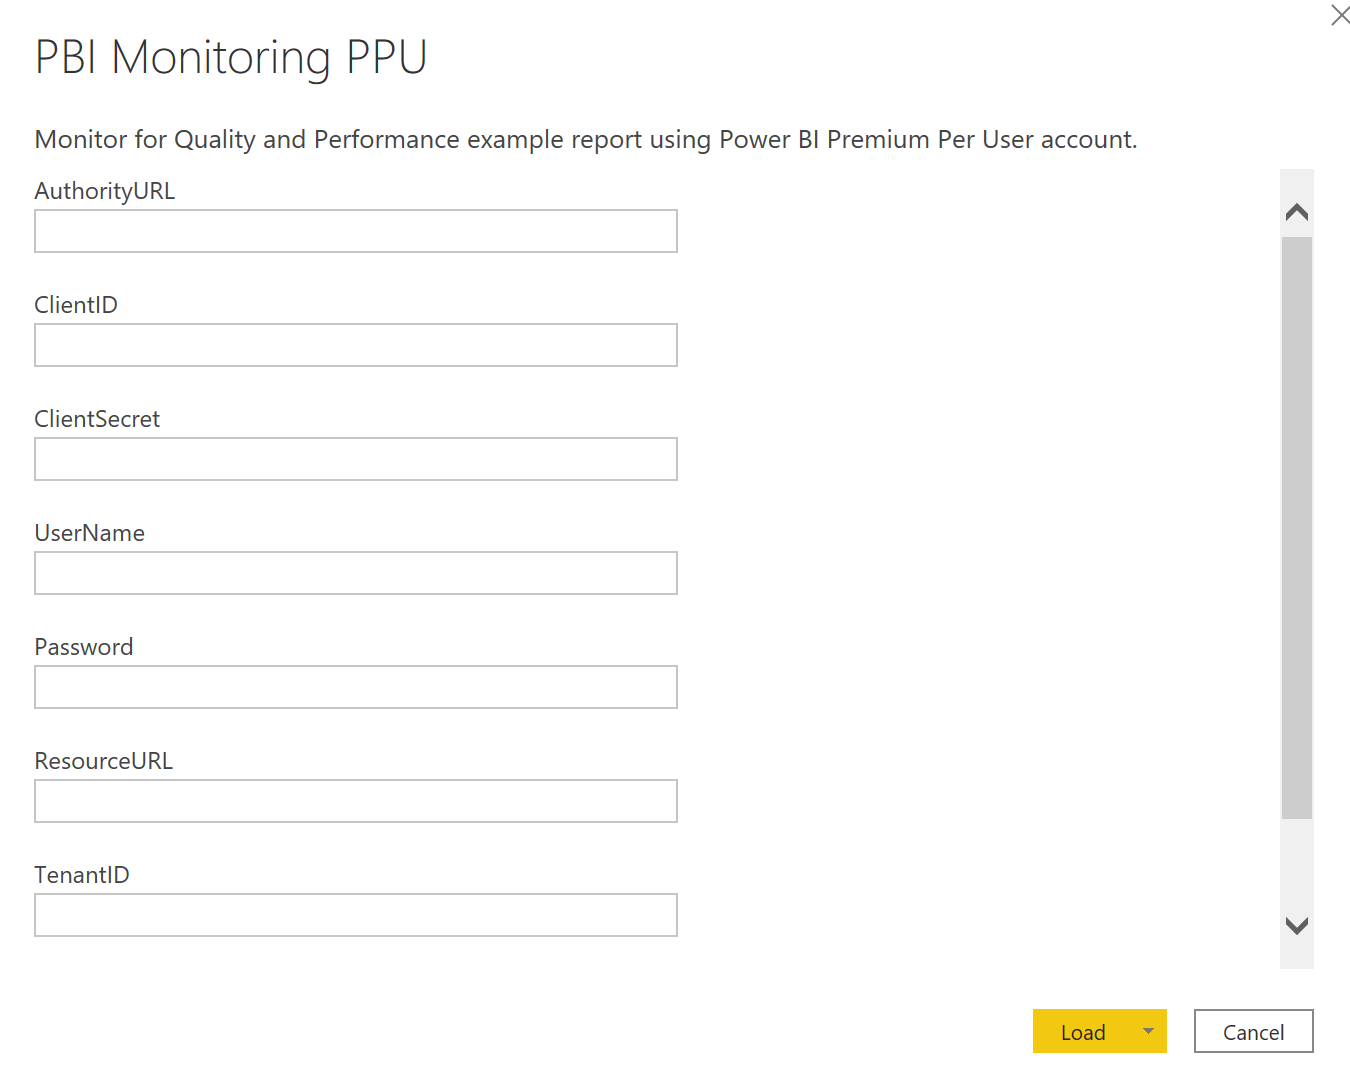 PBI Monitoring PPU
Monitor for Quality and Performance example report using Power BI Premium Per User account.
AuthorityURL
ClientID
ClientSecret
UserName
Password
ResourceURL
TenantID
Load
Cancel